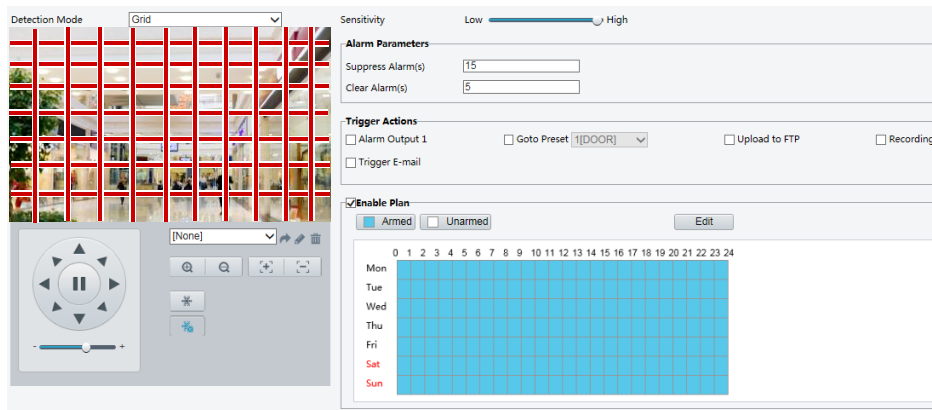 Detection Mode Grid
Sensitivity Low High
Alarm Parameters
Suppress Alarm(s) 15
Clear Alarm(s) 5
Trigger Actions
Alarm Output 1 Goto Preset 1[DOOR] Upload to FTP Recording
Trigger E-mail
Enable Plan
Armed Unarmed Edit
[None]
0 1 2 3 4 5 6 7 8 9 10 11 12 13 14 15 16 17 18 19 20 21 22 23 24
Mon
Tue
Wed
Thu
Fri
Sat
Sun
- +